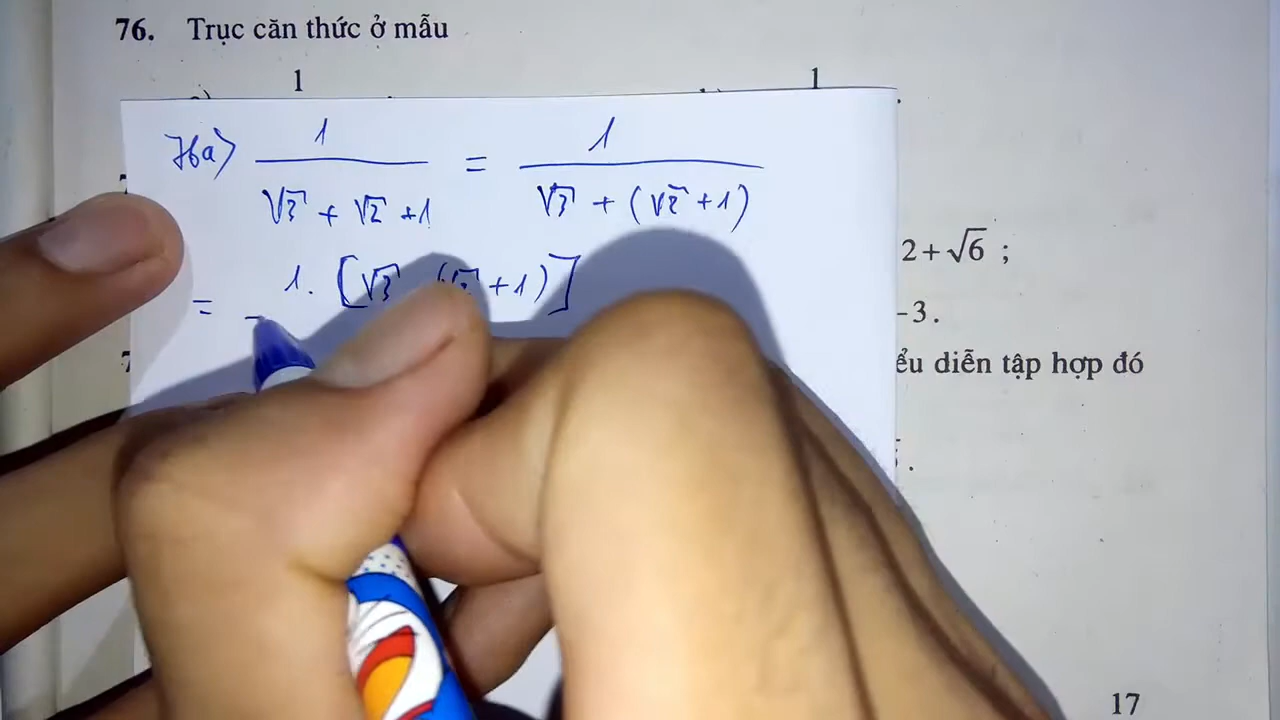 76. Trục căn thức ở mẫu
1 1
76a) 1/(√3 + √2 + 1) = 1/(√3 + (√2 + 1))
= 1. [√3 (√2 + 1)]
2 + √6 ;
-3.
ểu diễn tập hợp đó
17